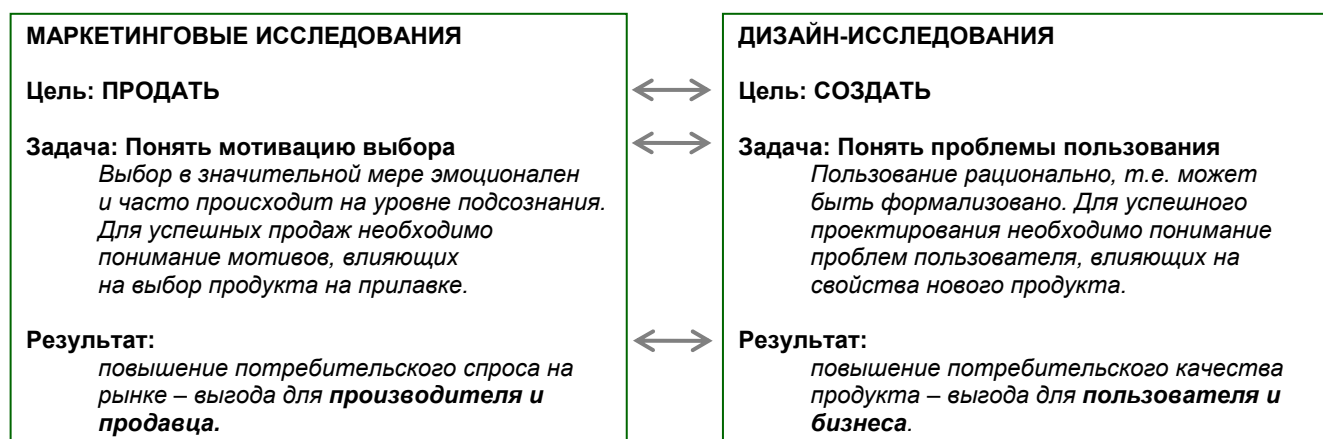 МАРКЕТИНГОВЫЕ ИССЛЕДОВАНИЯ
Цель: ПРОДАТЬ
Задача: Понять мотивацию выбора
Выбор в значительной мере эмоционален
и часто происходит на уровне подсознания.
Для успешных продаж необходимо
понимание мотивов, влияющих
на выбор продукта на прилавке.
Результат:
повышение потребительского спроса на
рынке – выгода для производителя и
продавца.
ДИЗАЙН-ИССЛЕДОВАНИЯ
Цель: СОЗДАТЬ
Задача: Понять проблемы пользования
Пользование рационально, т.е. может
быть формализовано. Для успешного
проектирования необходимо понимание
проблем пользователя, влияющих на
свойства нового продукта.
Результат:
повышение потребительского качества
продукта – выгода для пользователя и
бизнеса.